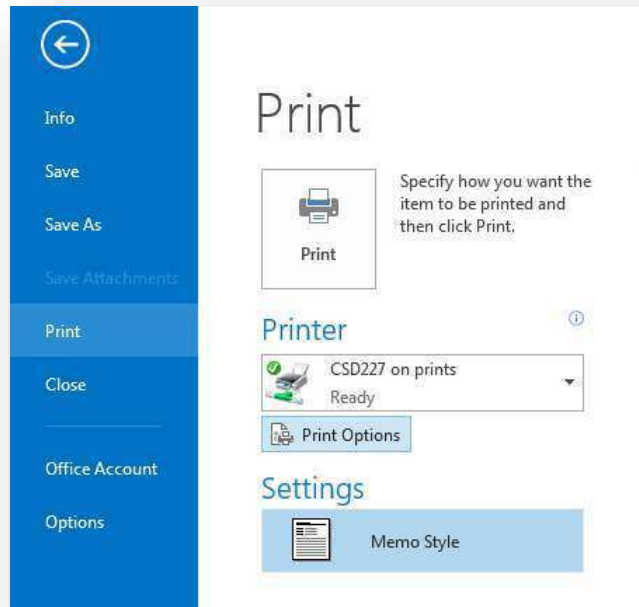 Info
Save
Save As
Save Attachments
Print
Close
Office Account
Options
Print
Print
Specify how you want the
item to be printed and
then click Print.
Printer
CSD227 on prints
Ready
Print Options
Settings
Memo Style